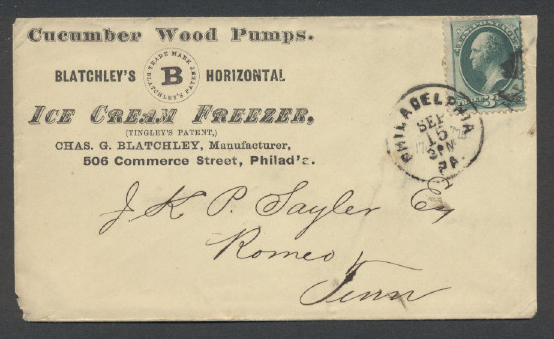 Cucumber Wood Pumps.
TRADE MARK
BLATCHLEY'S B HORIZONTAL
BLATCHLEY'S PATENT
ICE CREAM FREEZER,
(TINGLEY'S PATENT,)
CHAS. G. BLATCHLEY, Manufacturer,
506 Commerce Street, Philad'a.
PHILADELPHIA
SEP
15
3PM
PA.
J. K. P. Sayler Esq
Romeo
Tenn